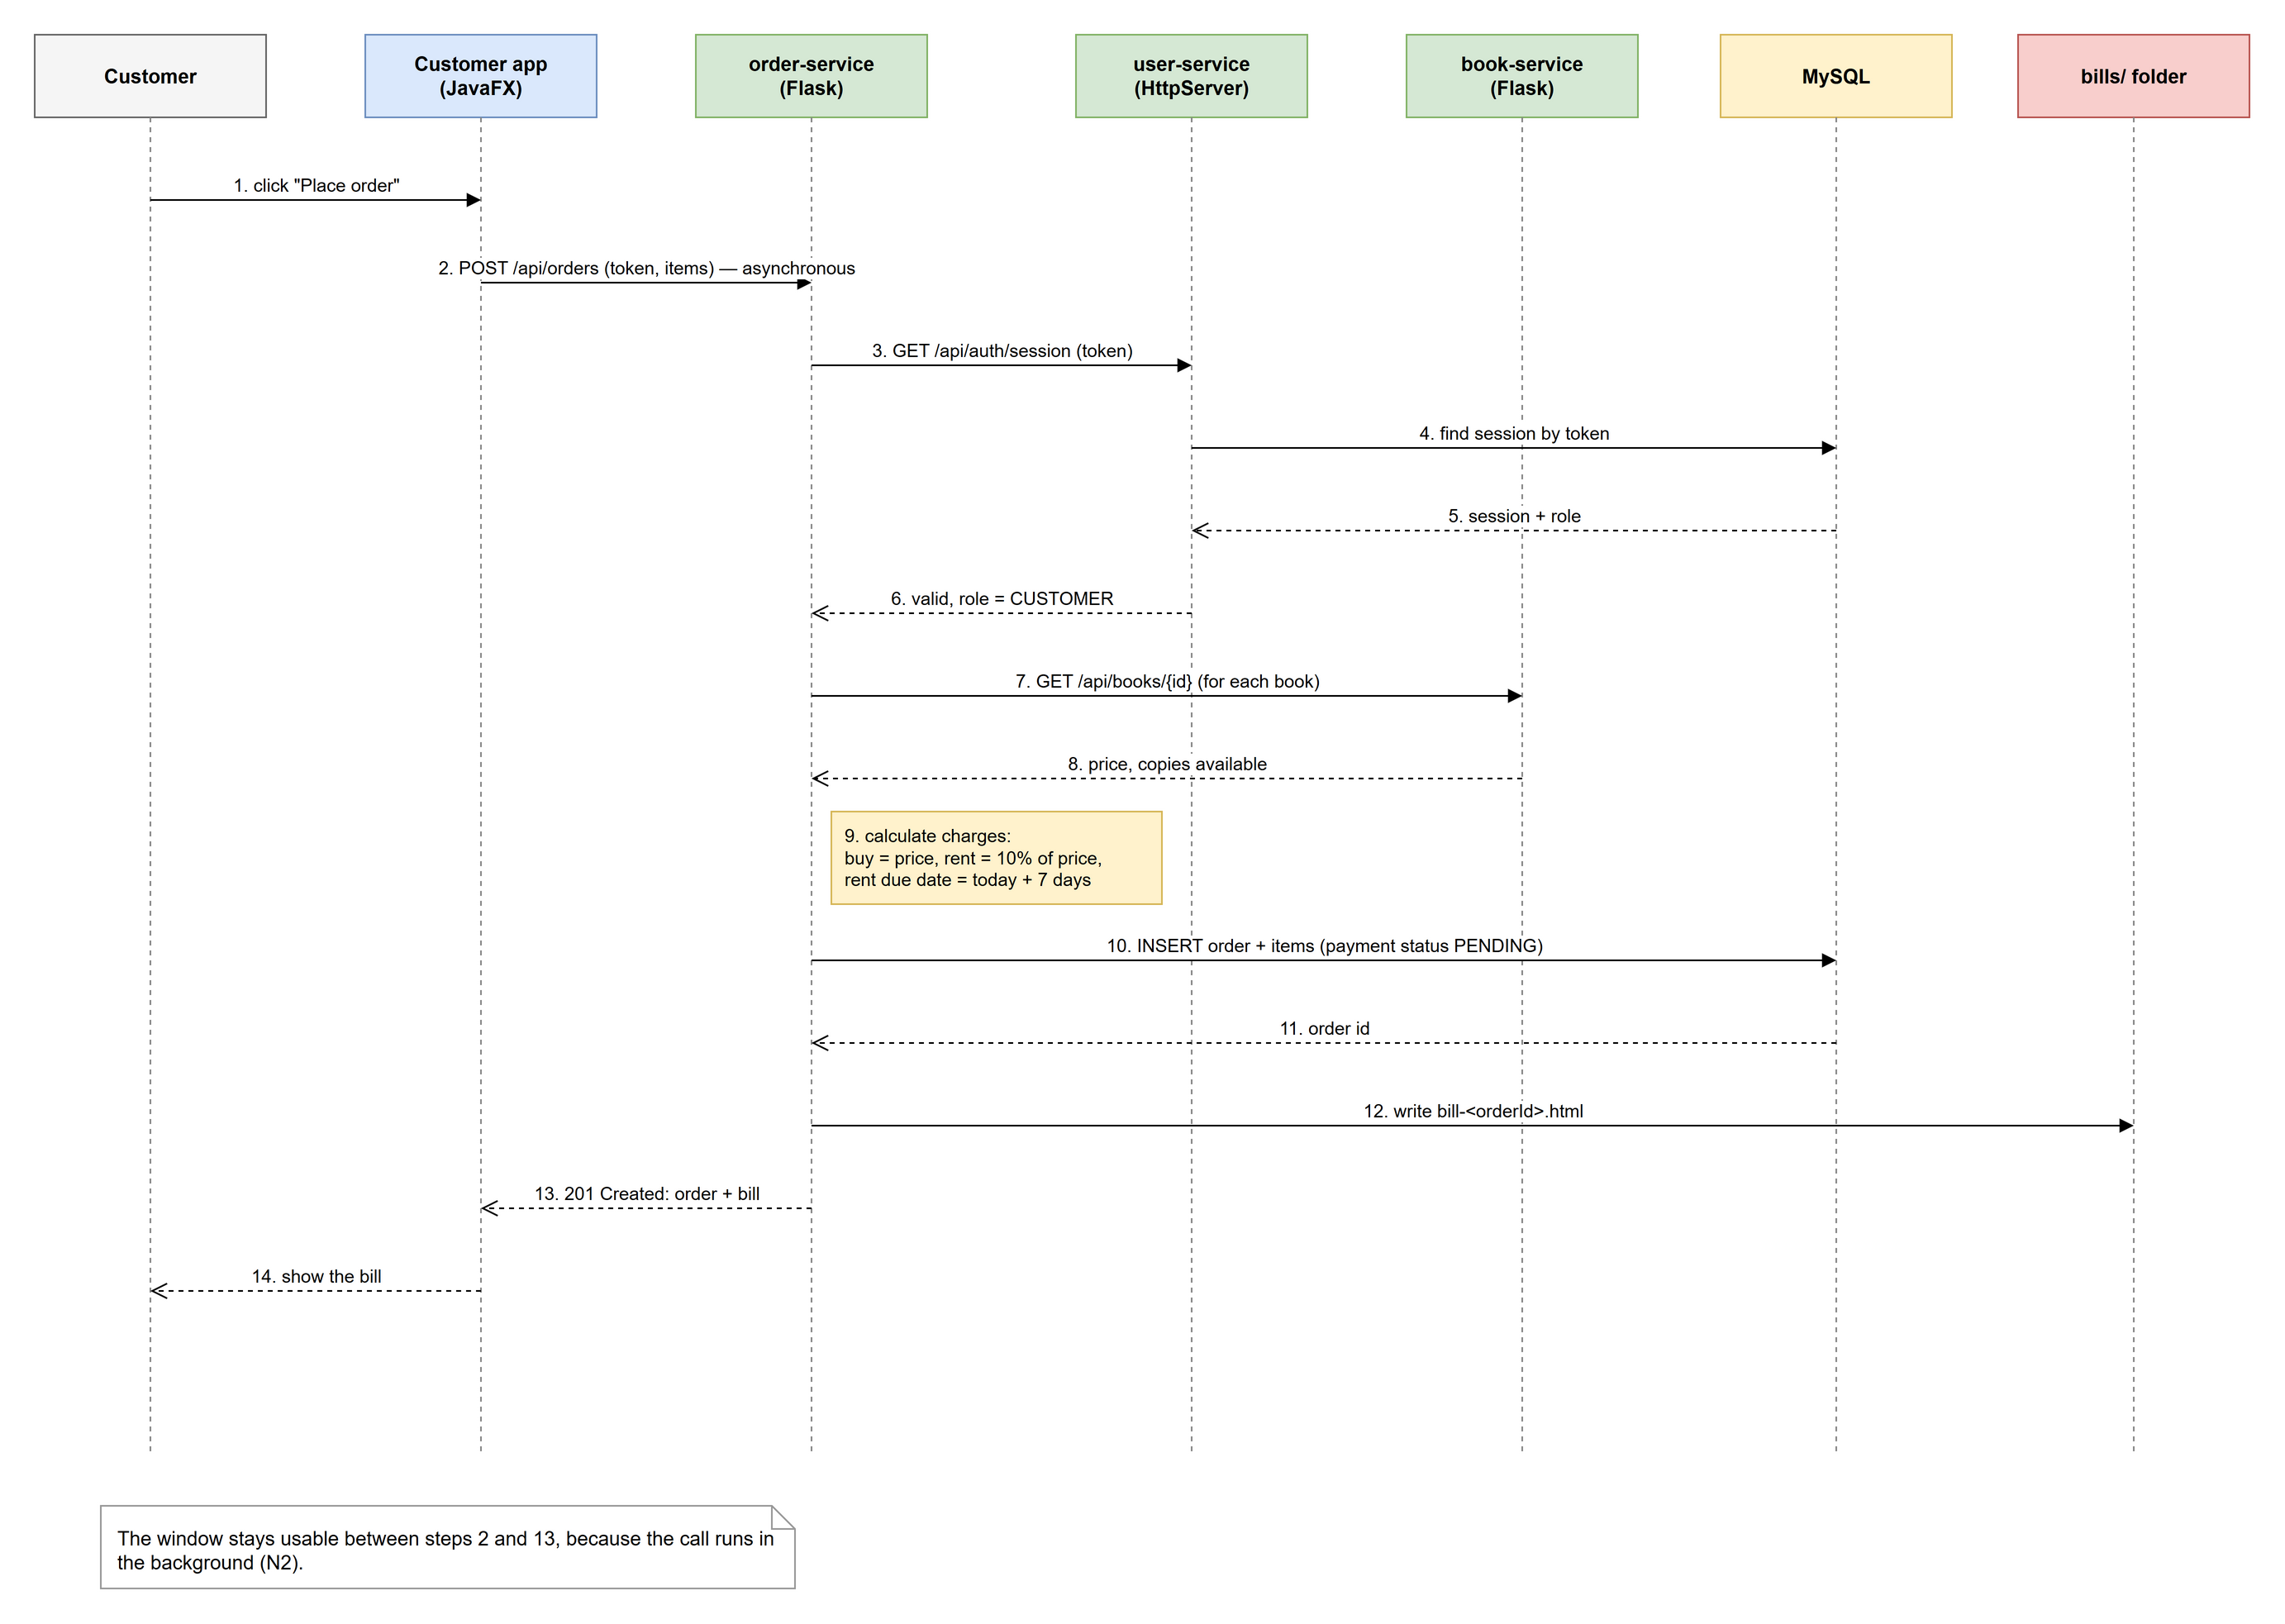 Customer
Customer app
(JavaFX)
order-service
(Flask)
user-service
(HttpServer)
book-service
(Flask)
MySQL
bills/ folder
1. click "Place order"
2. POST /api/orders (token, items) — asynchronous
3. GET /api/auth/session (token)
4. find session by token
5. session + role
6. valid, role = CUSTOMER
7. GET /api/books/{id} (for each book)
8. price, copies available
9. calculate charges:
buy = price, rent = 10% of price,
rent due date = today + 7 days
10. INSERT order + items (payment status PENDING)
11. order id
12. write bill-<orderId>.html
13. 201 Created: order + bill
14. show the bill
The window stays usable between steps 2 and 13, because the call runs in
the background (N2).